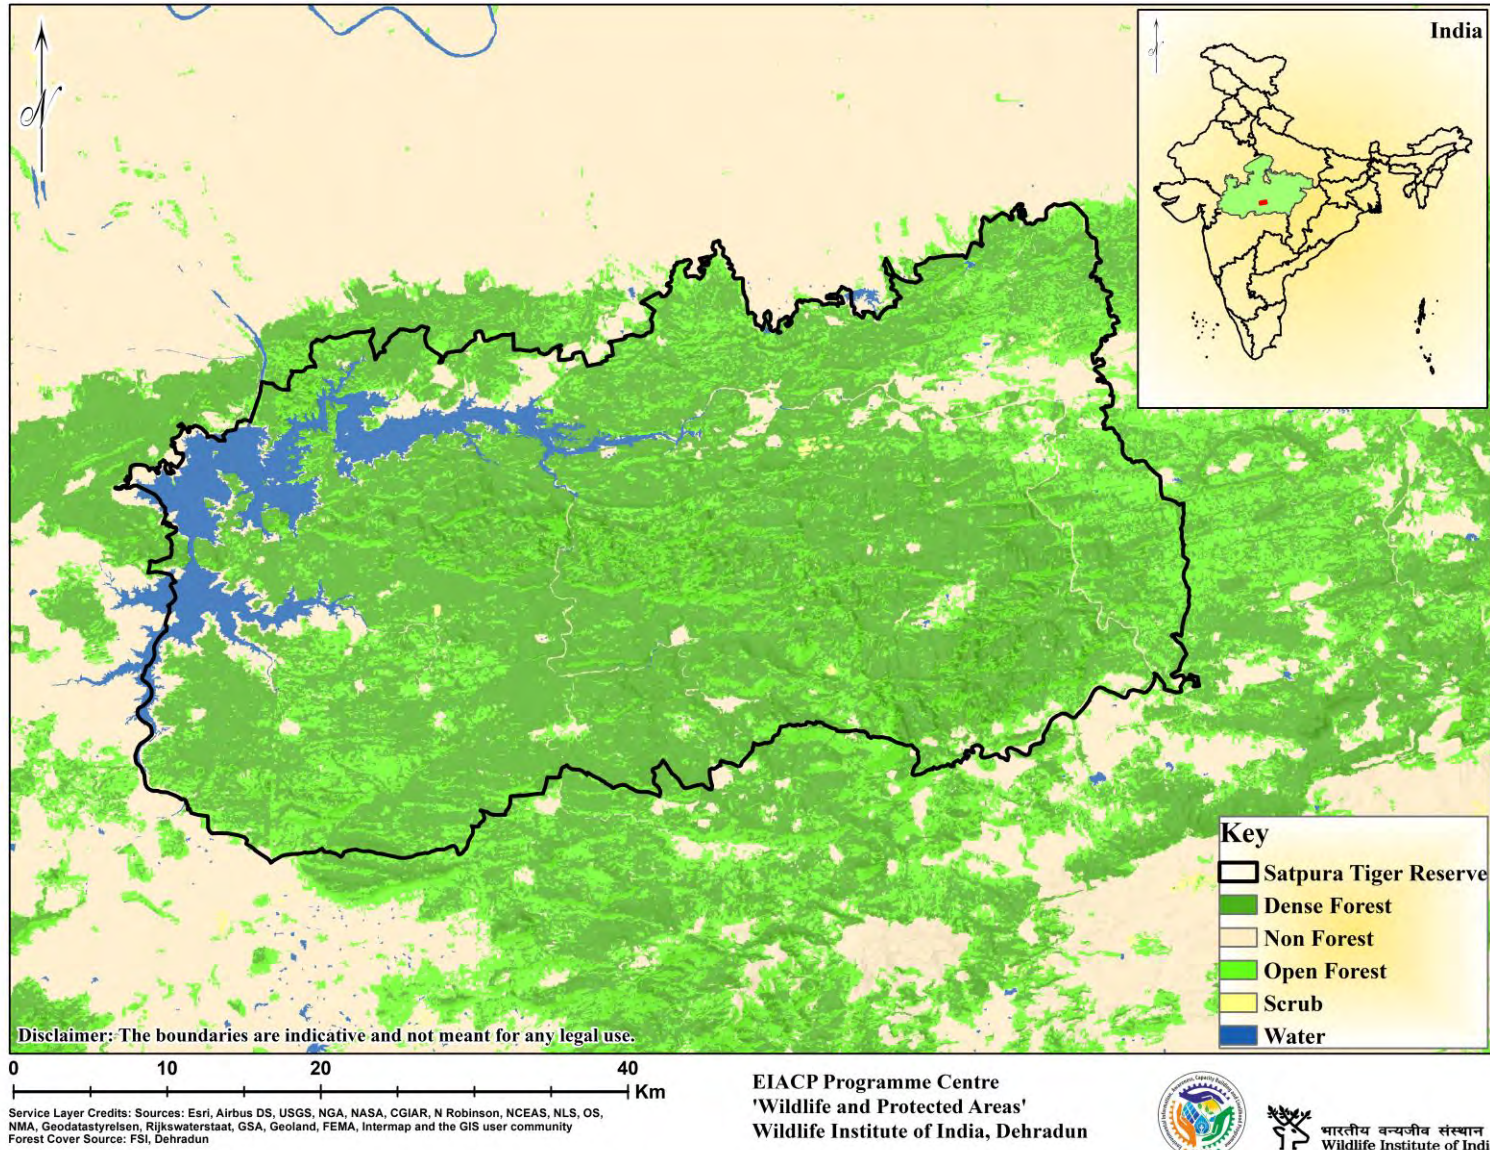 India
Key
Satpura Tiger Reserve
Dense Forest
Non Forest
Open Forest
Scrub
Water
Disclaimer: The boundaries are indicative and not meant for any legal use.
0 10 20 40 Km
Service Layer Credits: Sources: Esri, Airbus DS, USGS, NGA, NASA, CGIAR, N Robinson, NCEAS, NLS, OS,
NMA, Geodatastyrelsen, Rijkswaterstaat, GSA, Geoland, FEMA, Intermap and the GIS user community
Forest Cover Source: FSI, Dehradun
EIACP Programme Centre
'Wildlife and Protected Areas'
Wildlife Institute of India, Dehradun
भारतीय वन्यजीव संस्थान
Wildlife Institute of Indi